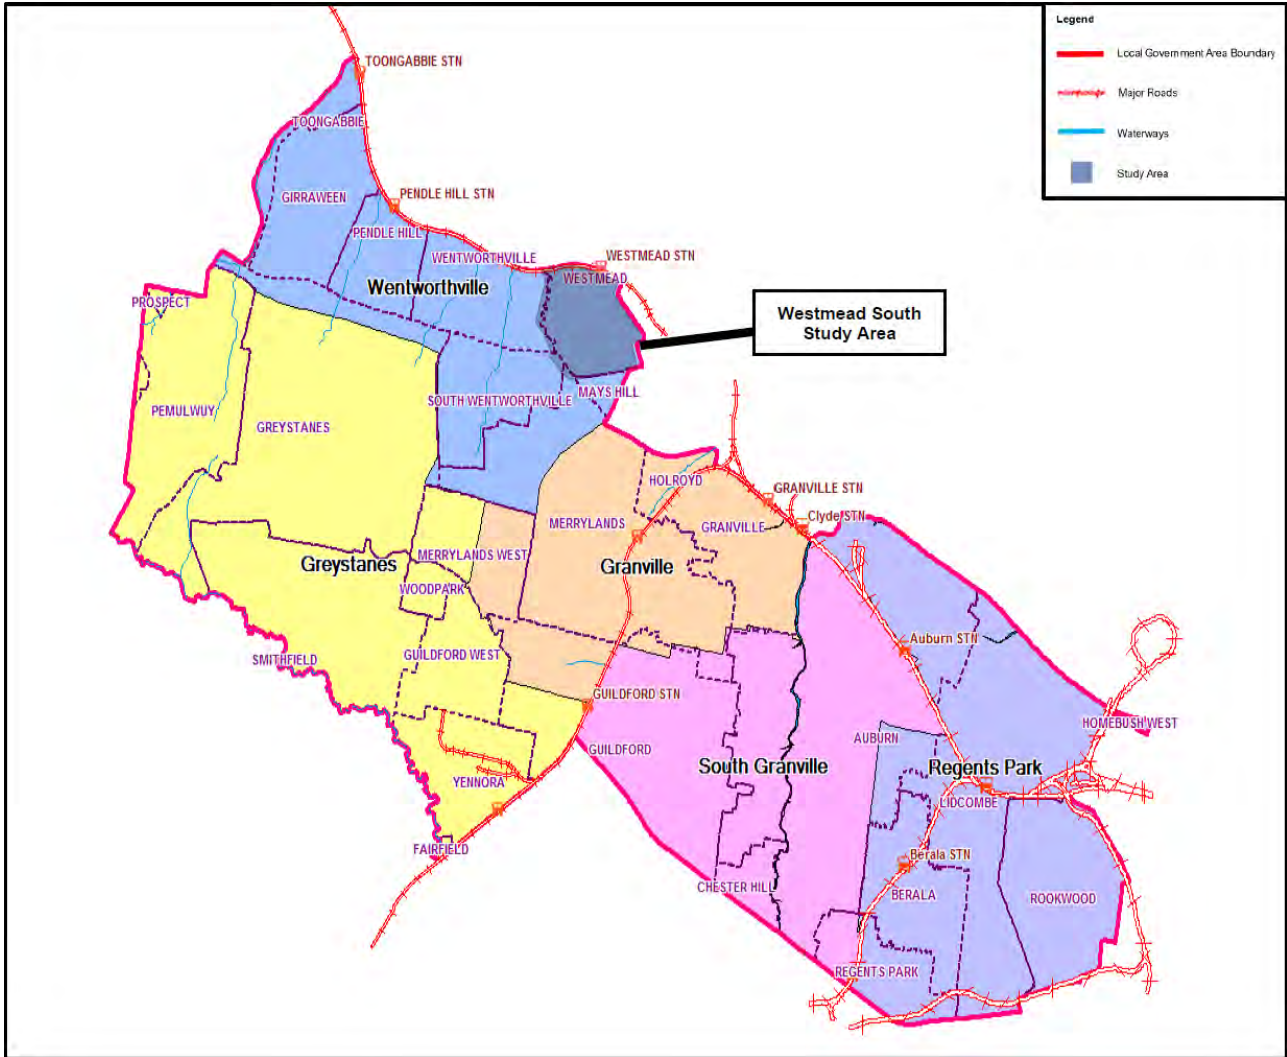 Legend
Local Government Area Boundary
Major Roads
Waterways
Study Area
TOONGABBIE STN
TOONGABBIE
GIRRAWEEN
PENDLE HILL STN
PENDLE HILL
WENTWORTHVILLE
WESTMEAD STN
WESTMEAD
Wentworthville
PROSPECT
Westmead South
Study Area
MAYS HILL
SOUTH WENTWORTHVILLE
PEMULWUY
GREYSTANES
HOLROYD
GRANVILLE STN
Clyde STN
MERRYLANDS
GRANVILLE
MERRYLANDS WEST
Greystanes
Granville
WOODPARK
Auburn STN
SMITHFIELD
GUILDFORD WEST
GUILDFORD STN
HOMEBUSH WEST
GUILDFORD
AUBURN
South Granville
Regents Park
YENNORA
LIDCOMBE
FAIRFIELD
Berala STN
CHESTER HILL
BERALA
ROOKWOOD
REGENTS PARK